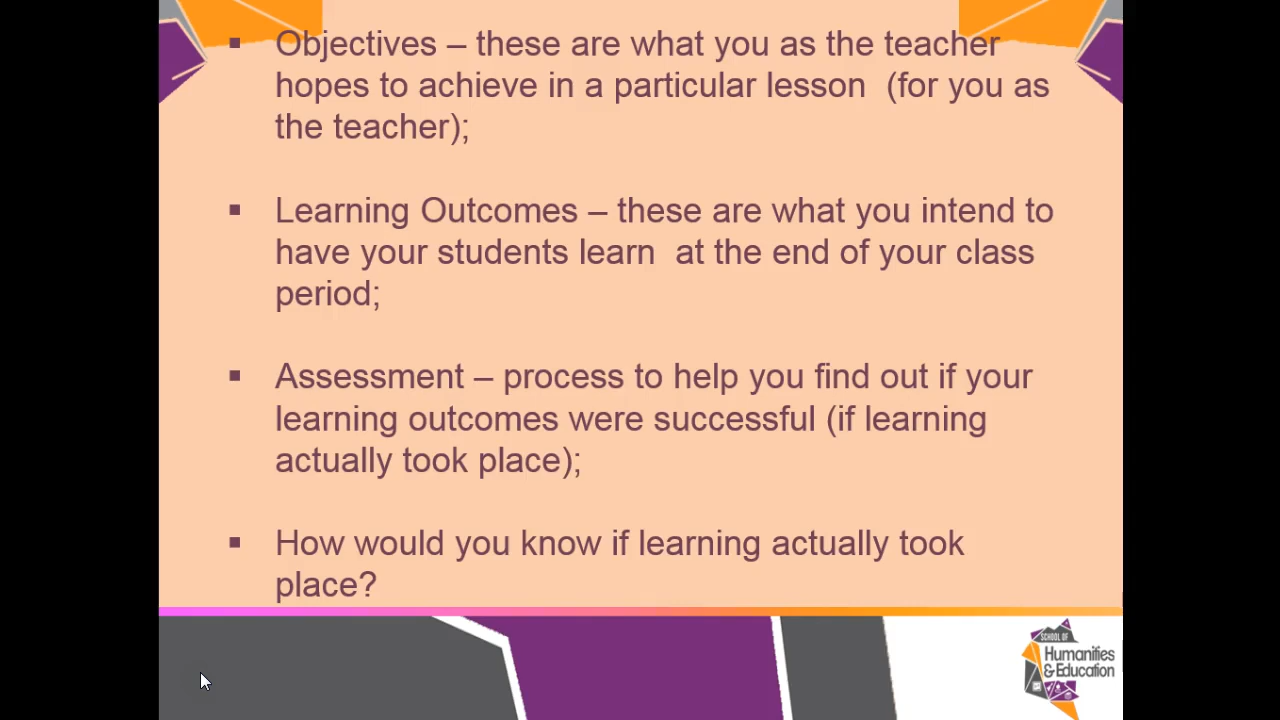 ▪ Objectives – these are what you as the teacher
hopes to achieve in a particular lesson  (for you as
the teacher);
▪ Learning Outcomes – these are what you intend to
have your students learn  at the end of your class
period;
▪ Assessment – process to help you find out if your
learning outcomes were successful (if learning
actually took place);
▪ How would you know if learning actually took
place?
SCHOOL OF
Humanities
& Education